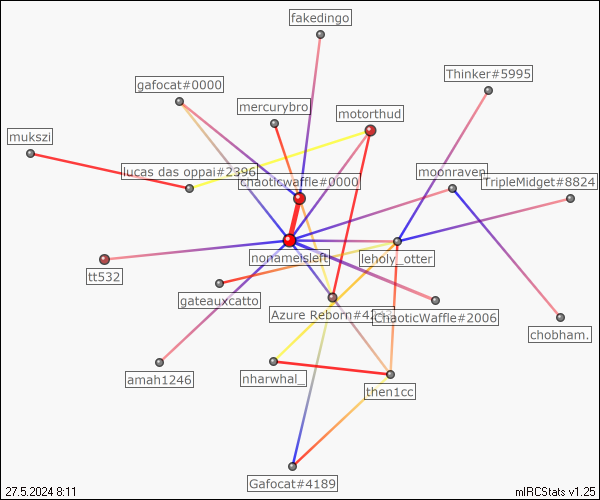 fakedingo
Thinker#5995
gafocat#0000
mercurybro
motorthud
mukszi
lucas das oppai#2396
moonraven
chaoticwaffle#0000
TripleMidget#8824
nonameisleft
leholy_otter
tt532
gateauxcatto
Azure Reborn#42
ChaoticWaffle#2006
chobham.
amah1246
nharwhal_
then1cc
Gafocat#4189
27.5.2024 8:11
mIRCStats v1.25